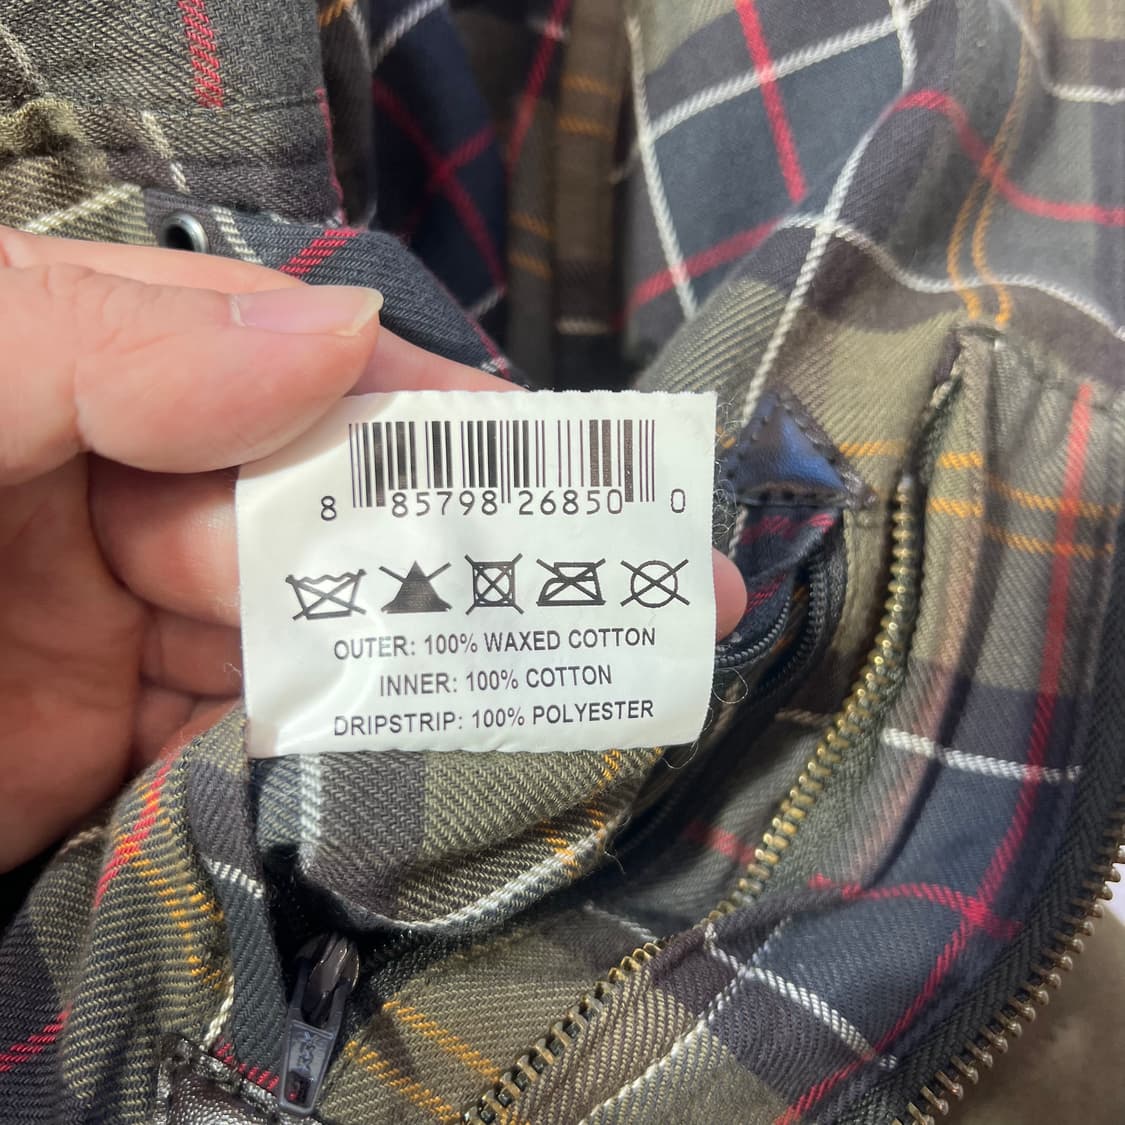 8 85798 26850 0
OUTER: 100% WAXED COTTON
INNER: 100% COTTON
DRIPSTRIP: 100% POLYESTER